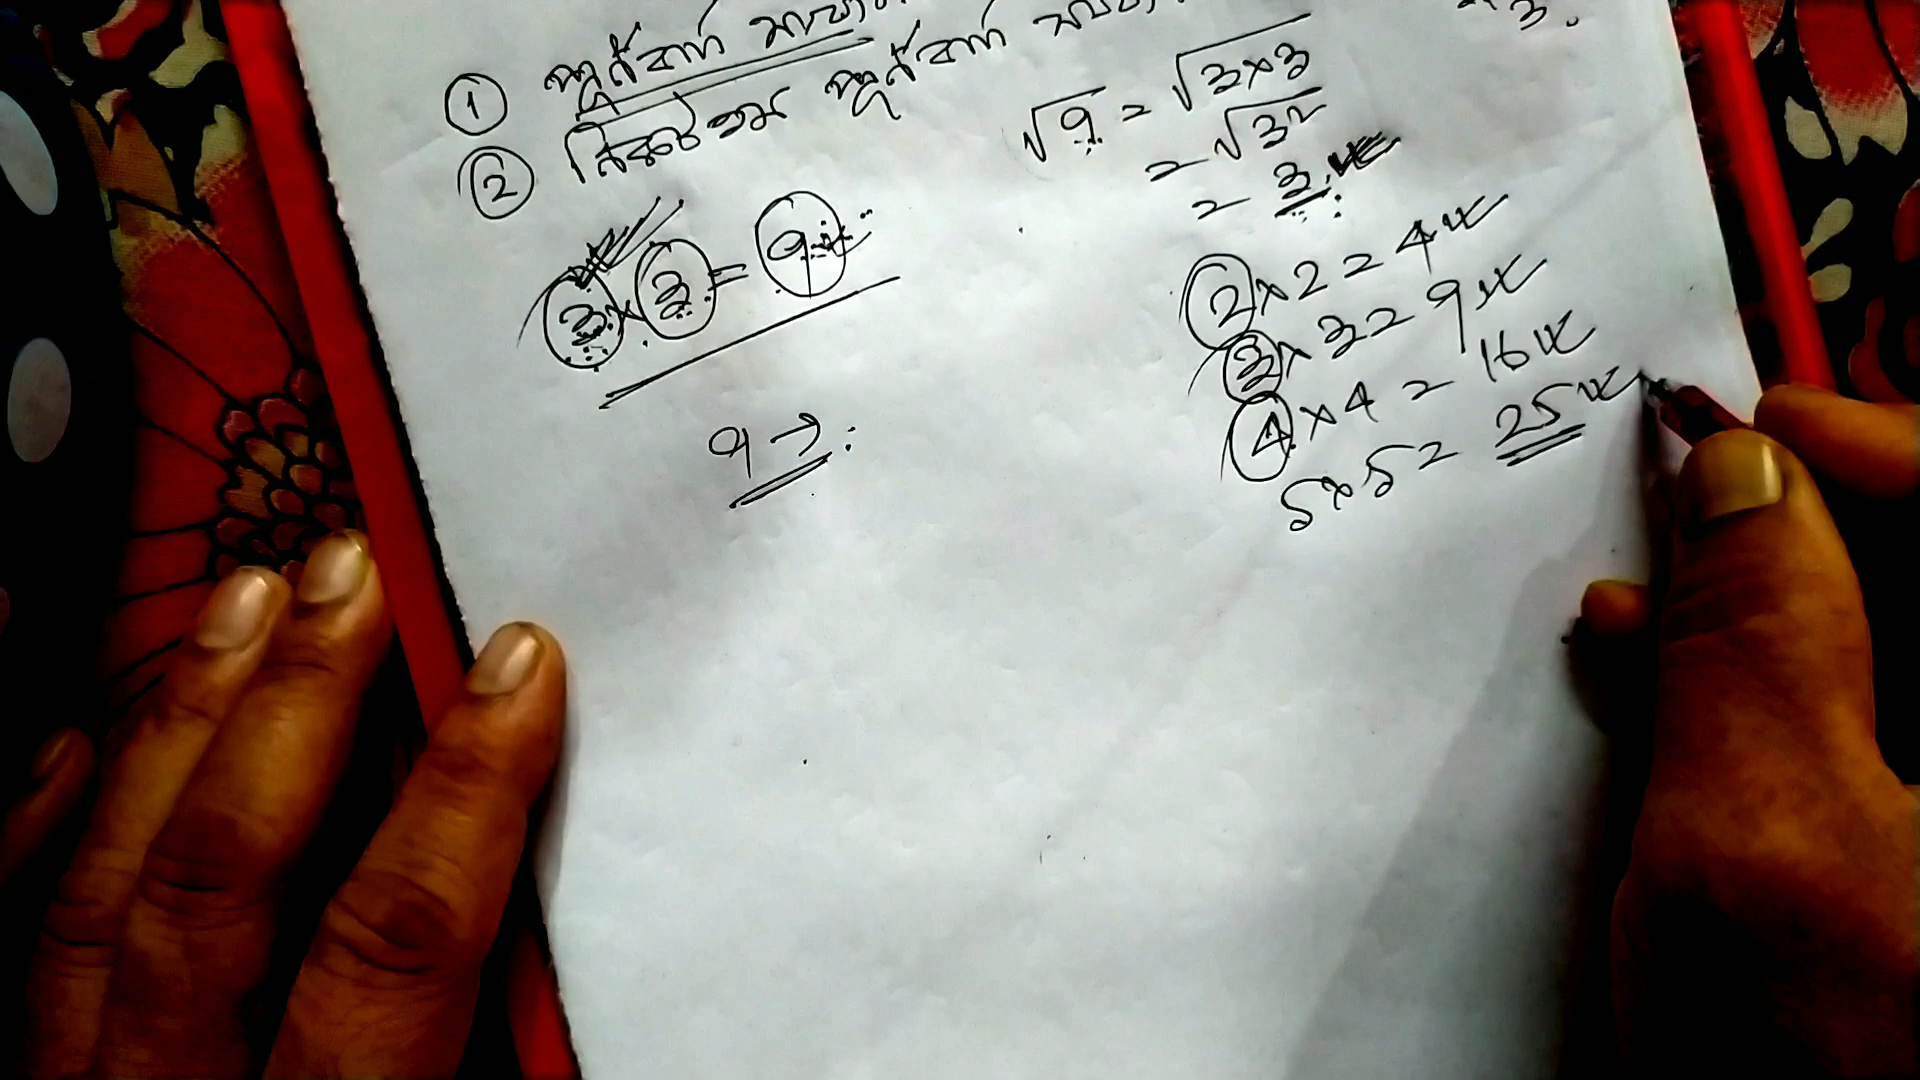 ① পূর্ণবর্গ সংখ্যা
② নিকটতম পূর্ণবর্গ সংখ্যা
3.
√9 = √3×3
= √3²
= 3.
3 × 3 = 9
2 × 2 = 4
3 × 3 = 9
4 × 4 = 16
5 × 5 = 25
9 → :